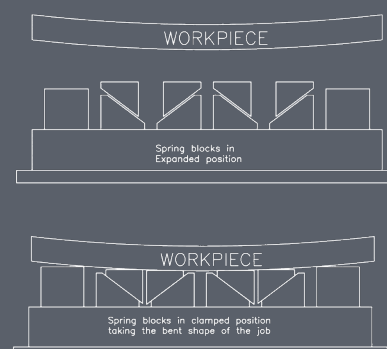 WORKPIECE
Spring blocks in
Expanded position
WORKPIECE
Spring blocks in clamped position
taking the bent shape of the job